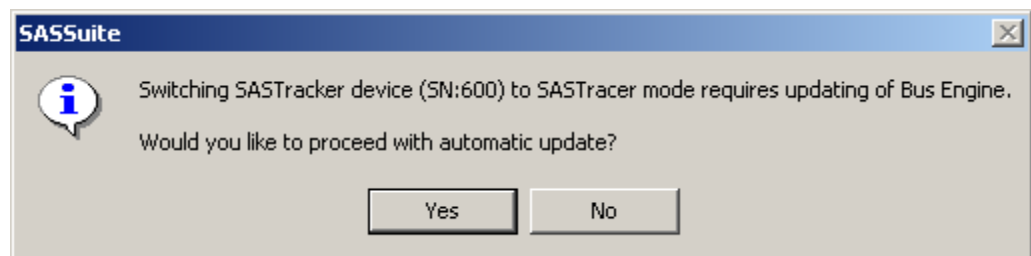 SASSuite
Switching SASTracker device (SN:600) to SASTracer mode requires updating of Bus Engine.
Would you like to proceed with automatic update?
Yes
No